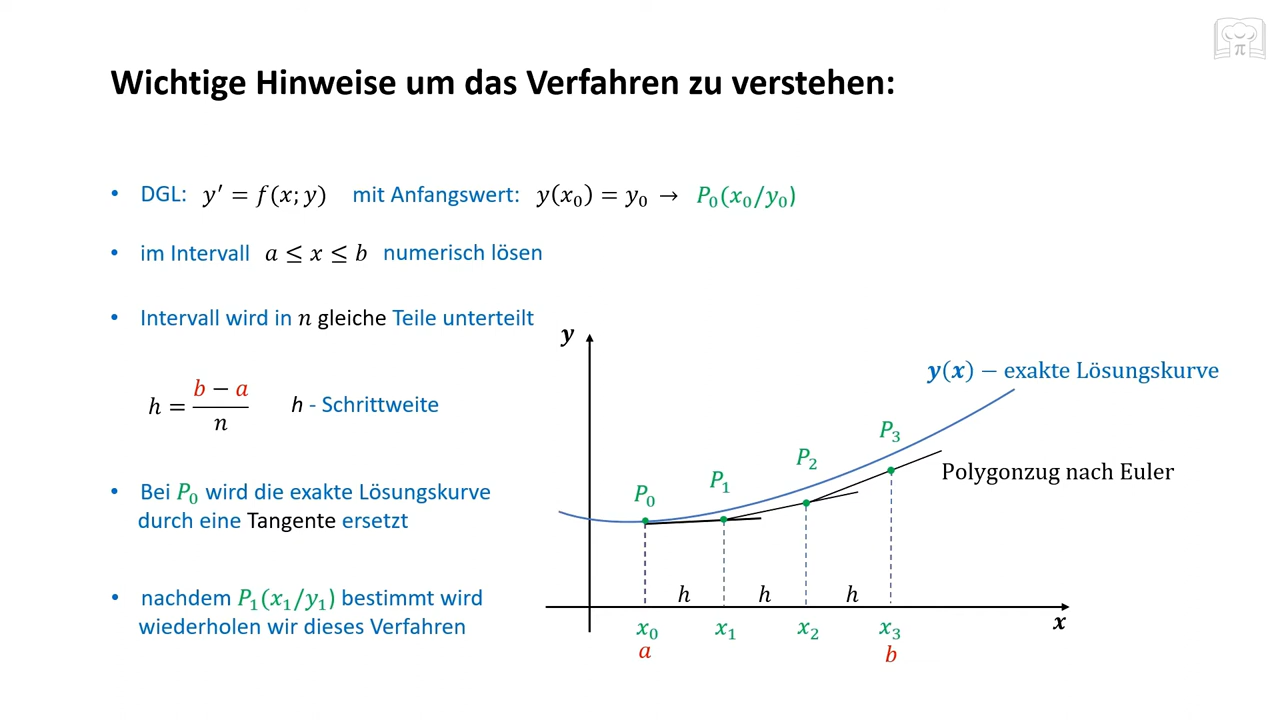 π
Wichtige Hinweise um das Verfahren zu verstehen:
• DGL: y′ = f(x; y) mit Anfangswert: y(x₀) = y₀ → P₀(x₀/y₀)
• im Intervall a ≤ x ≤ b numerisch lösen
• Intervall wird in n gleiche Teile unterteilt
h = (b − a)/n h - Schrittweite
• Bei P₀ wird die exakte Lösungskurve
durch eine Tangente ersetzt
• nachdem P₁(x₁/y₁) bestimmt wird
wiederholen wir dieses Verfahren
y
y(x) − exakte Lösungskurve
P₀ P₁ P₂ P₃
Polygonzug nach Euler
h h h
x₀ x₁ x₂ x₃ x
a b